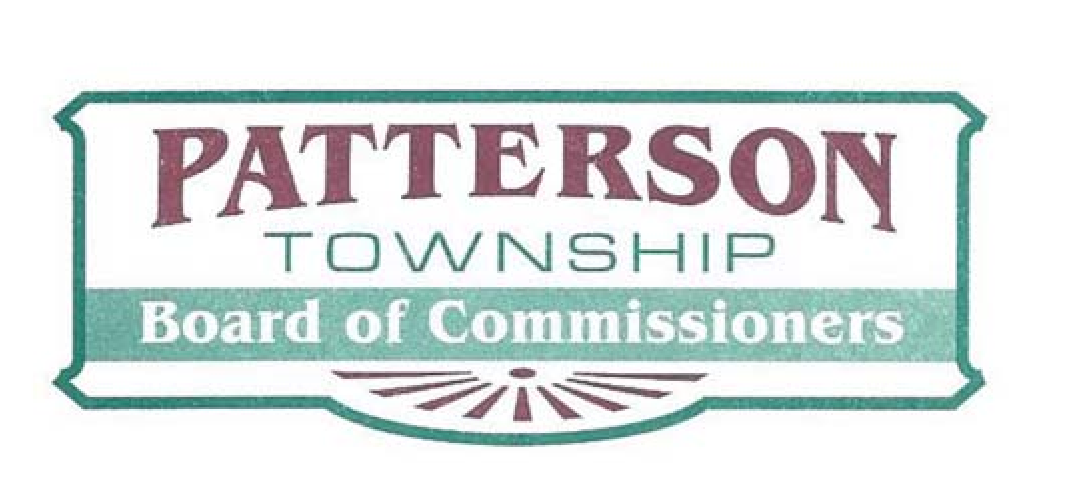 PATTERSON
TOWNSHIP
Board of Commissioners